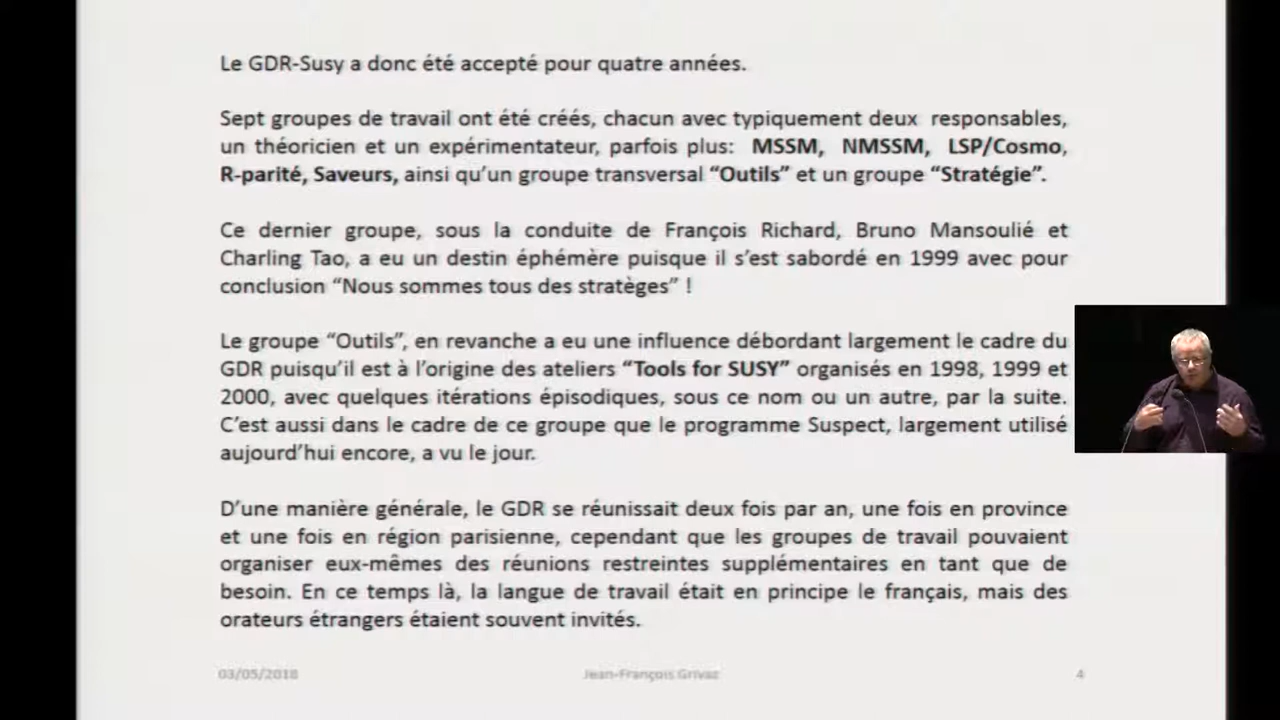 Le GDR-Susy a donc été accepté pour quatre années.
Sept groupes de travail ont été créés, chacun avec typiquement deux responsables,
un théoricien et un expérimentateur, parfois plus: MSSM, NMSSM, LSP/Cosmo,
R-parité, Saveurs, ainsi qu'un groupe transversal “Outils” et un groupe “Stratégie”.
Ce dernier groupe, sous la conduite de François Richard, Bruno Mansoulié et
Charling Tao, a eu un destin éphémère puisque il s'est sabordé en 1999 avec pour
conclusion “Nous sommes tous des stratèges” !
Le groupe “Outils”, en revanche a eu une influence débordant largement le cadre du
GDR puisqu'il est à l'origine des ateliers “Tools for SUSY” organisés en 1998, 1999 et
2000, avec quelques itérations épisodiques, sous ce nom ou un autre, par la suite.
C'est aussi dans le cadre de ce groupe que le programme Suspect, largement utilisé
aujourd'hui encore, a vu le jour.
D'une manière générale, le GDR se réunissait deux fois par an, une fois en province
et une fois en région parisienne, cependant que les groupes de travail pouvaient
organiser eux-mêmes des réunions restreintes supplémentaires en tant que de
besoin. En ce temps là, la langue de travail était en principe le français, mais des
orateurs étrangers étaient souvent invités.
03/05/2018 Jean-François Grivaz 4